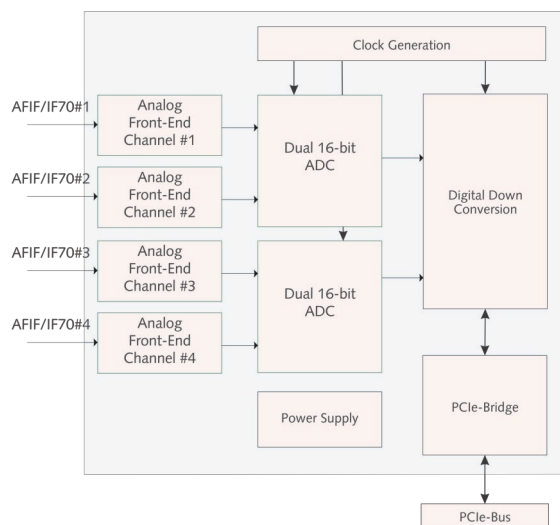 Clock Generation
AFIF/IF70#1
Analog
Front-End
Channel #1
Dual 16-bit
ADC
AFIF/IF70#2
Analog
Front-End
Channel #2
Digital Down
Conversion
AFIF/IF70#3
Analog
Front-End
Channel #3
Dual 16-bit
ADC
AFIF/IF70#4
Analog
Front-End
Channel #4
Power Supply
PCIe-Bridge
PCIe-Bus